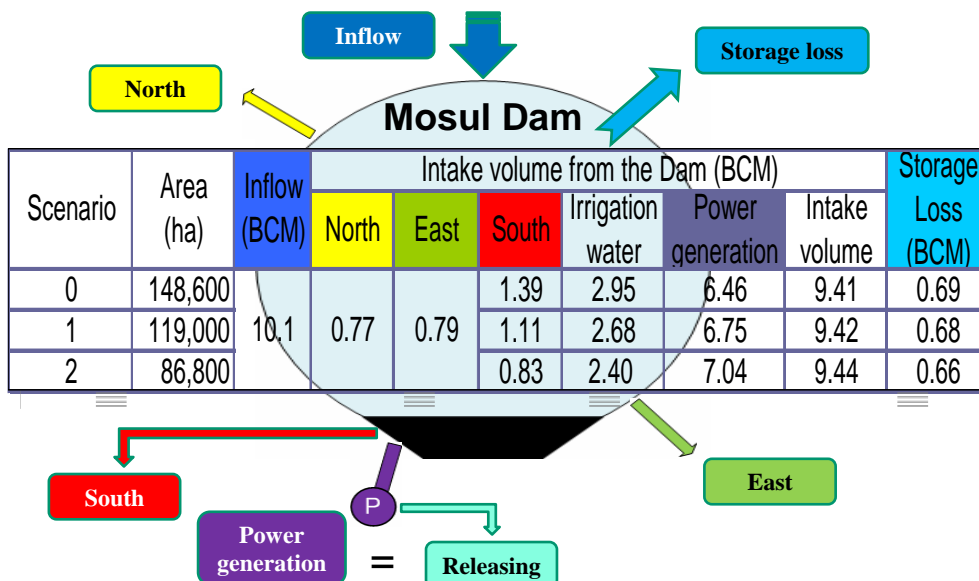 Inflow
Storage loss
North
Mosul Dam
Scenario
Area
(ha)
Inflow
(BCM)
Intake volume from the Dam (BCM)
North
East
South
Irrigation
water
Power
generation
Intake
volume
Storage
Loss
(BCM)
0 148,600 1.39 2.95 6.46 9.41 0.69
1 119,000 10.1 0.77 0.79 1.11 2.68 6.75 9.42 0.68
2 86,800 0.83 2.40 7.04 9.44 0.66
South
East
P
Power
generation
=
Releasing